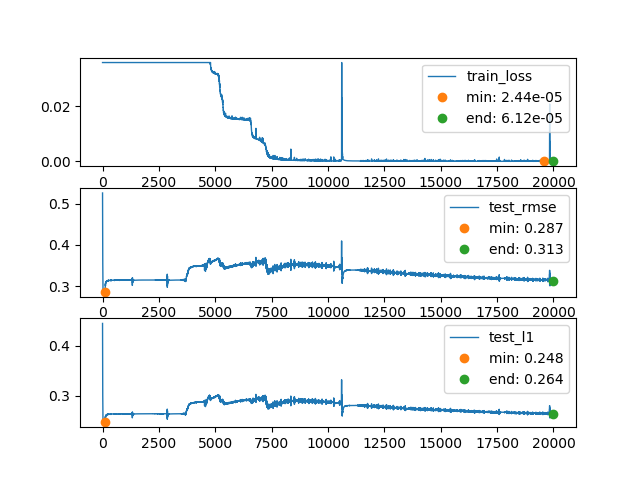 train_loss
min: 2.44e-05
end: 6.12e-05
0.02
0.00
0 2500 5000 7500 10000 12500 15000 17500 20000
test_rmse
min: 0.287
end: 0.313
0.5
0.4
0.3
0 2500 5000 7500 10000 12500 15000 17500 20000
test_l1
min: 0.248
end: 0.264
0.4
0.3
0 2500 5000 7500 10000 12500 15000 17500 20000